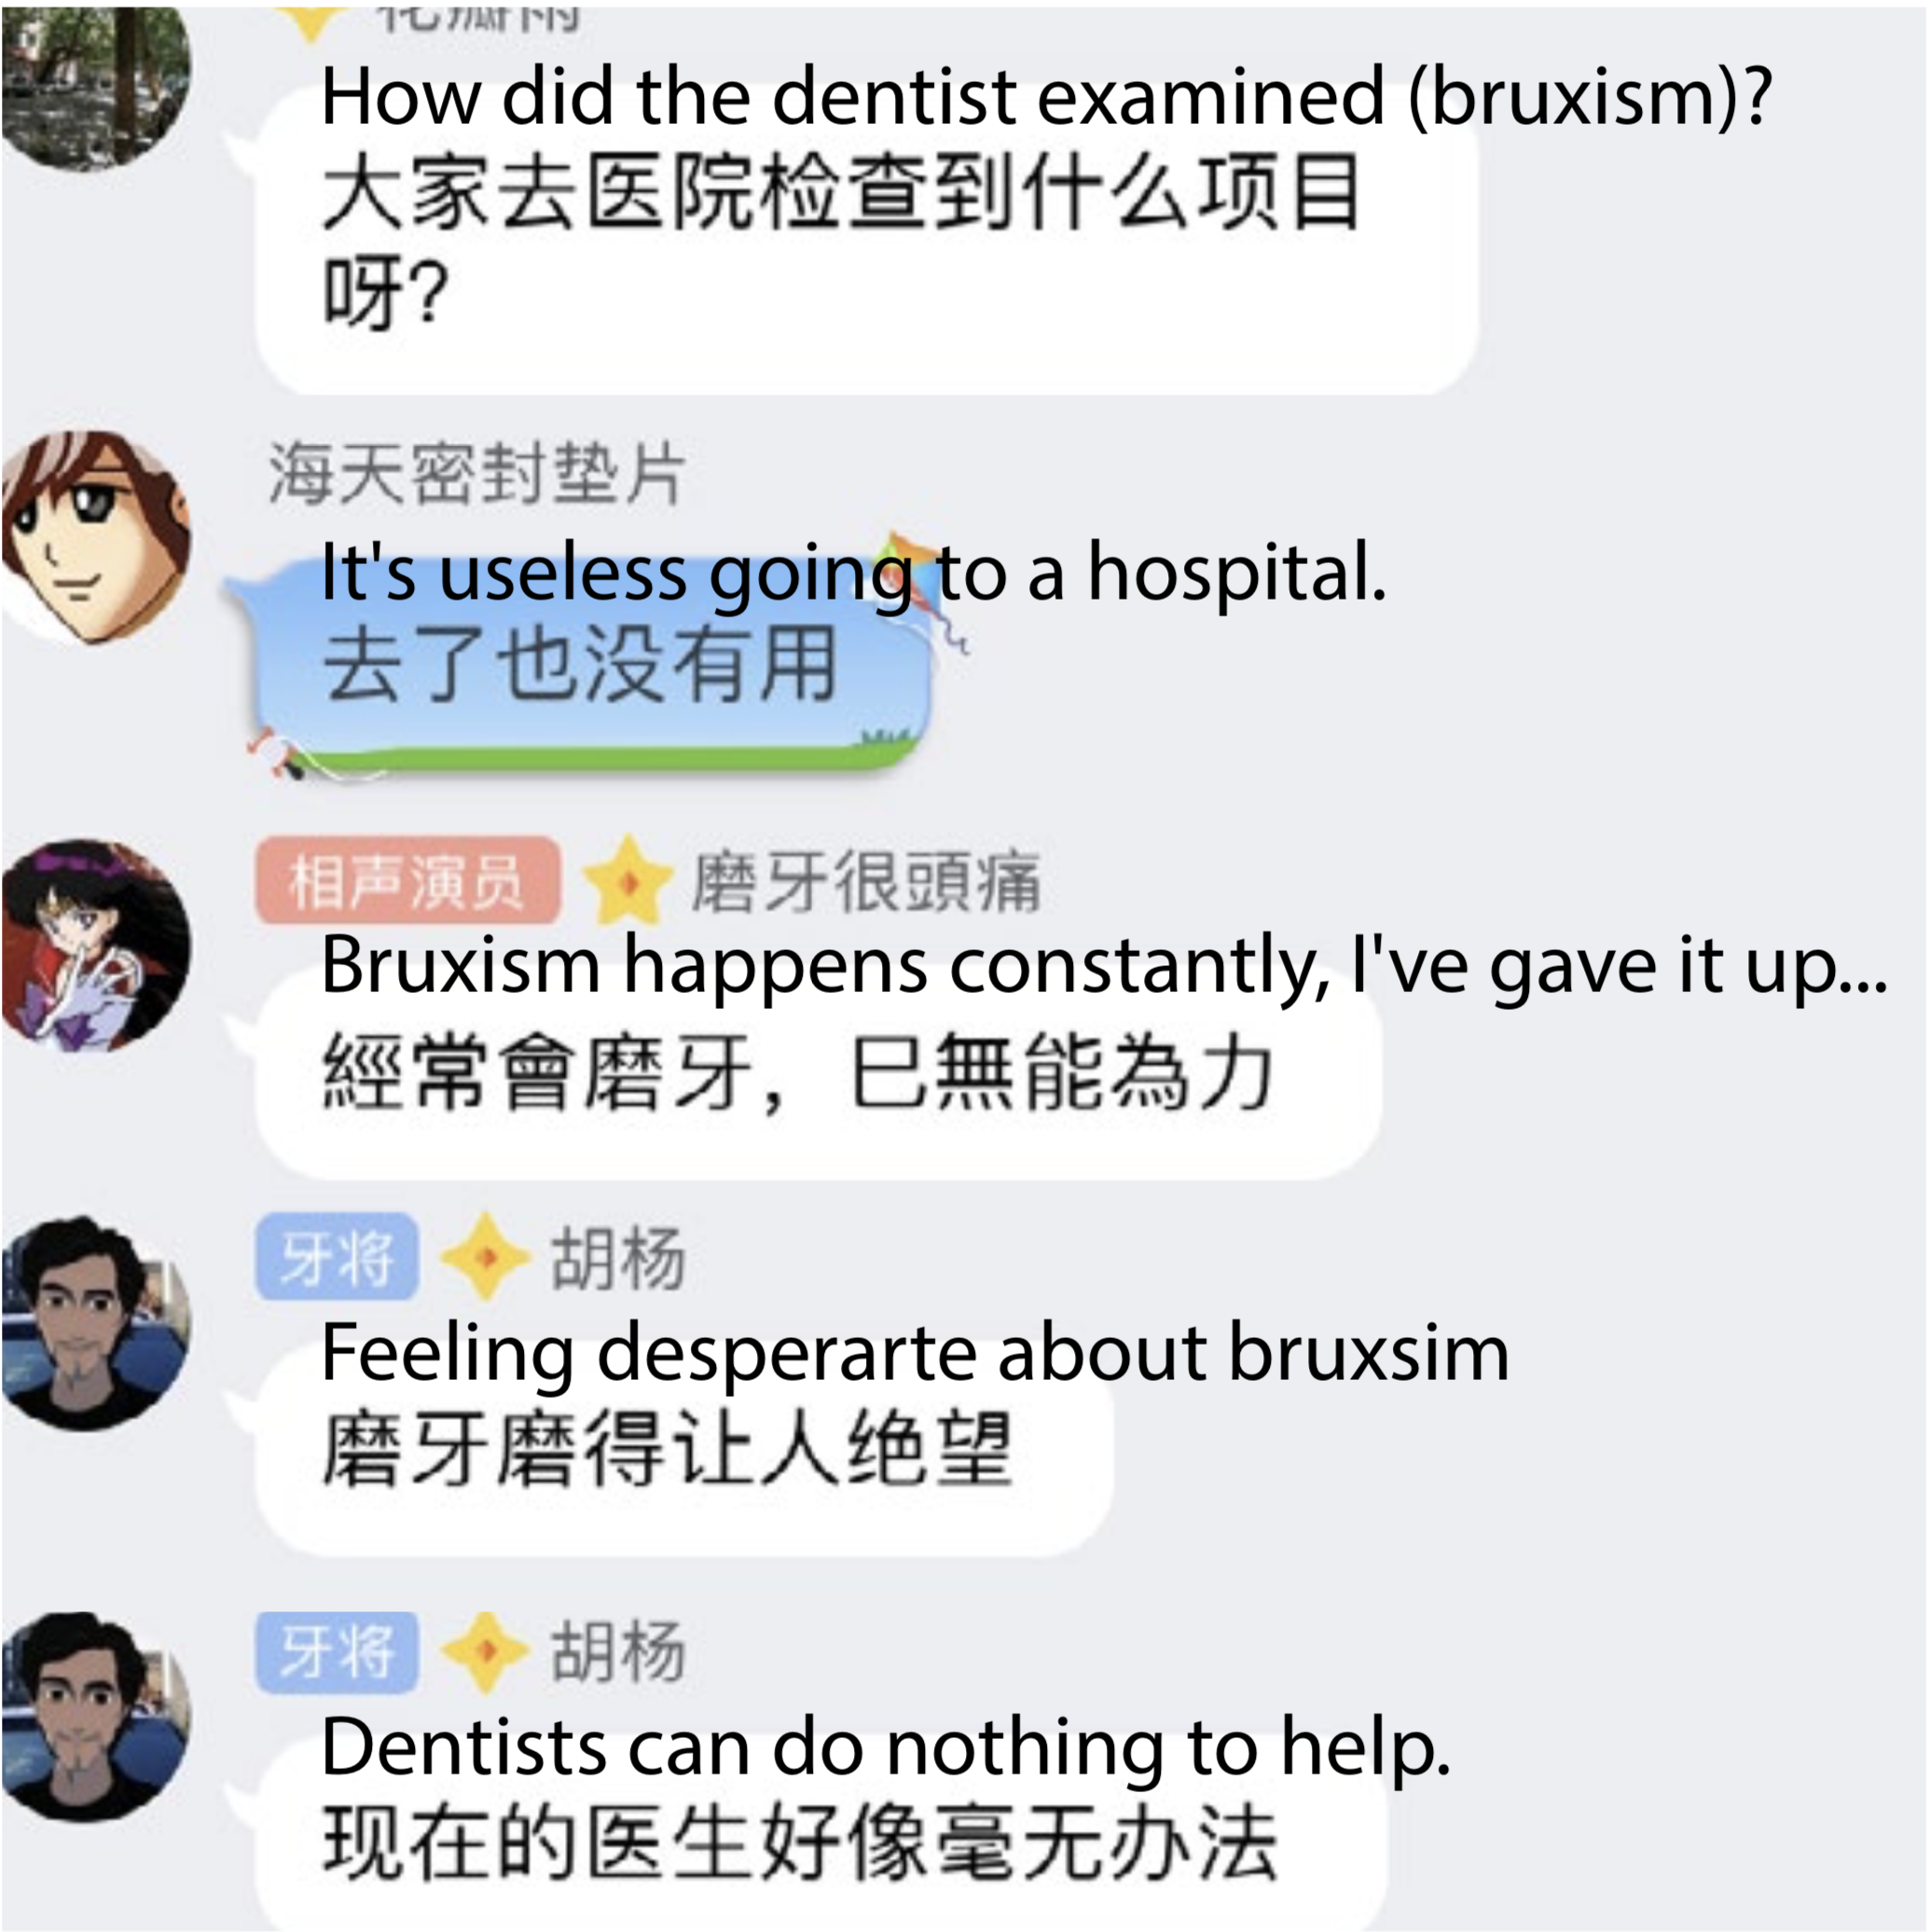 花瓣雨
How did the dentist examined (bruxism)?
大家去医院检查到什么项目
呀?
海天密封垫片
It's useless going to a hospital.
去了也没有用
相声演员 磨牙很頭痛
Bruxism happens constantly, I've gave it up...
經常會磨牙，巳無能為力
牙将 胡杨
Feeling desperarte about bruxsim
磨牙磨得让人绝望
牙将 胡杨
Dentists can do nothing to help.
现在的医生好像毫无办法